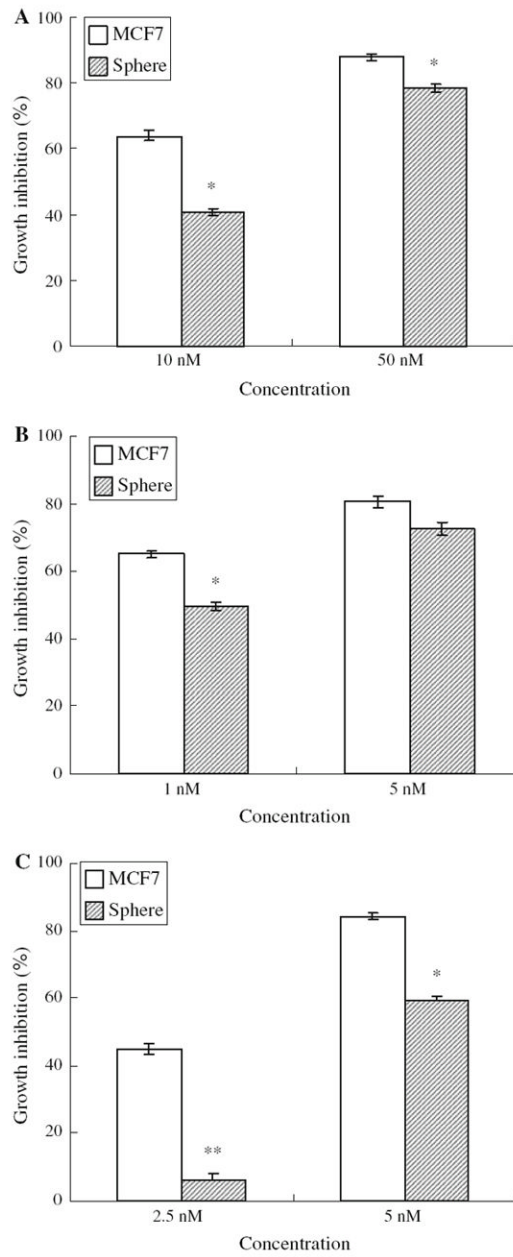 A
MCF7
Sphere
Growth inhibition (%)
100
80
60
40
20
0
*
*
10 nM 50 nM
Concentration
B
MCF7
Sphere
Growth inhibition (%)
100
80
60
40
20
0
*
1 nM 5 nM
Concentration
C
MCF7
Sphere
Growth inhibition (%)
100
80
60
40
20
0
**
*
2.5 nM 5 nM
Concentration